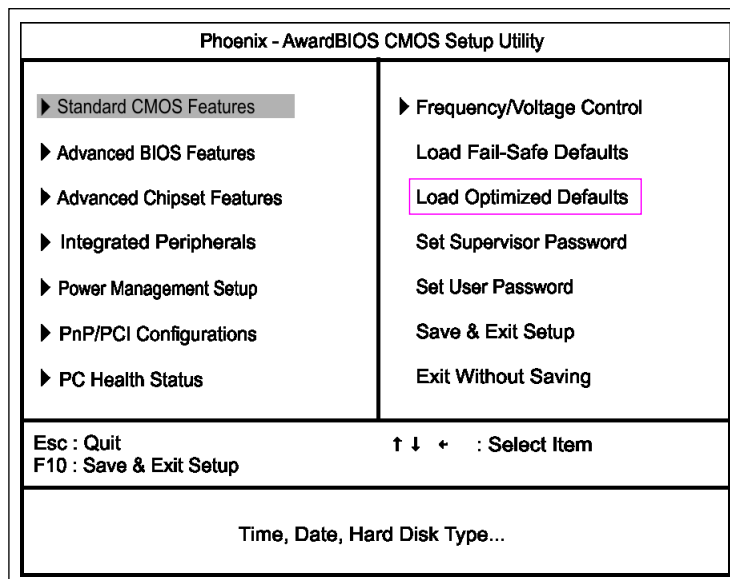 Phoenix - AwardBIOS CMOS Setup Utility
Standard CMOS Features
Advanced BIOS Features
Advanced Chipset Features
Integrated Peripherals
Power Management Setup
PnP/PCI Configurations
PC Health Status
Frequency/Voltage Control
Load Fail-Safe Defaults
Load Optimized Defaults
Set Supervisor Password
Set User Password
Save & Exit Setup
Exit Without Saving
Esc : Quit
F10 : Save & Exit Setup
↑ ↓ ← : Select Item
Time, Date, Hard Disk Type...